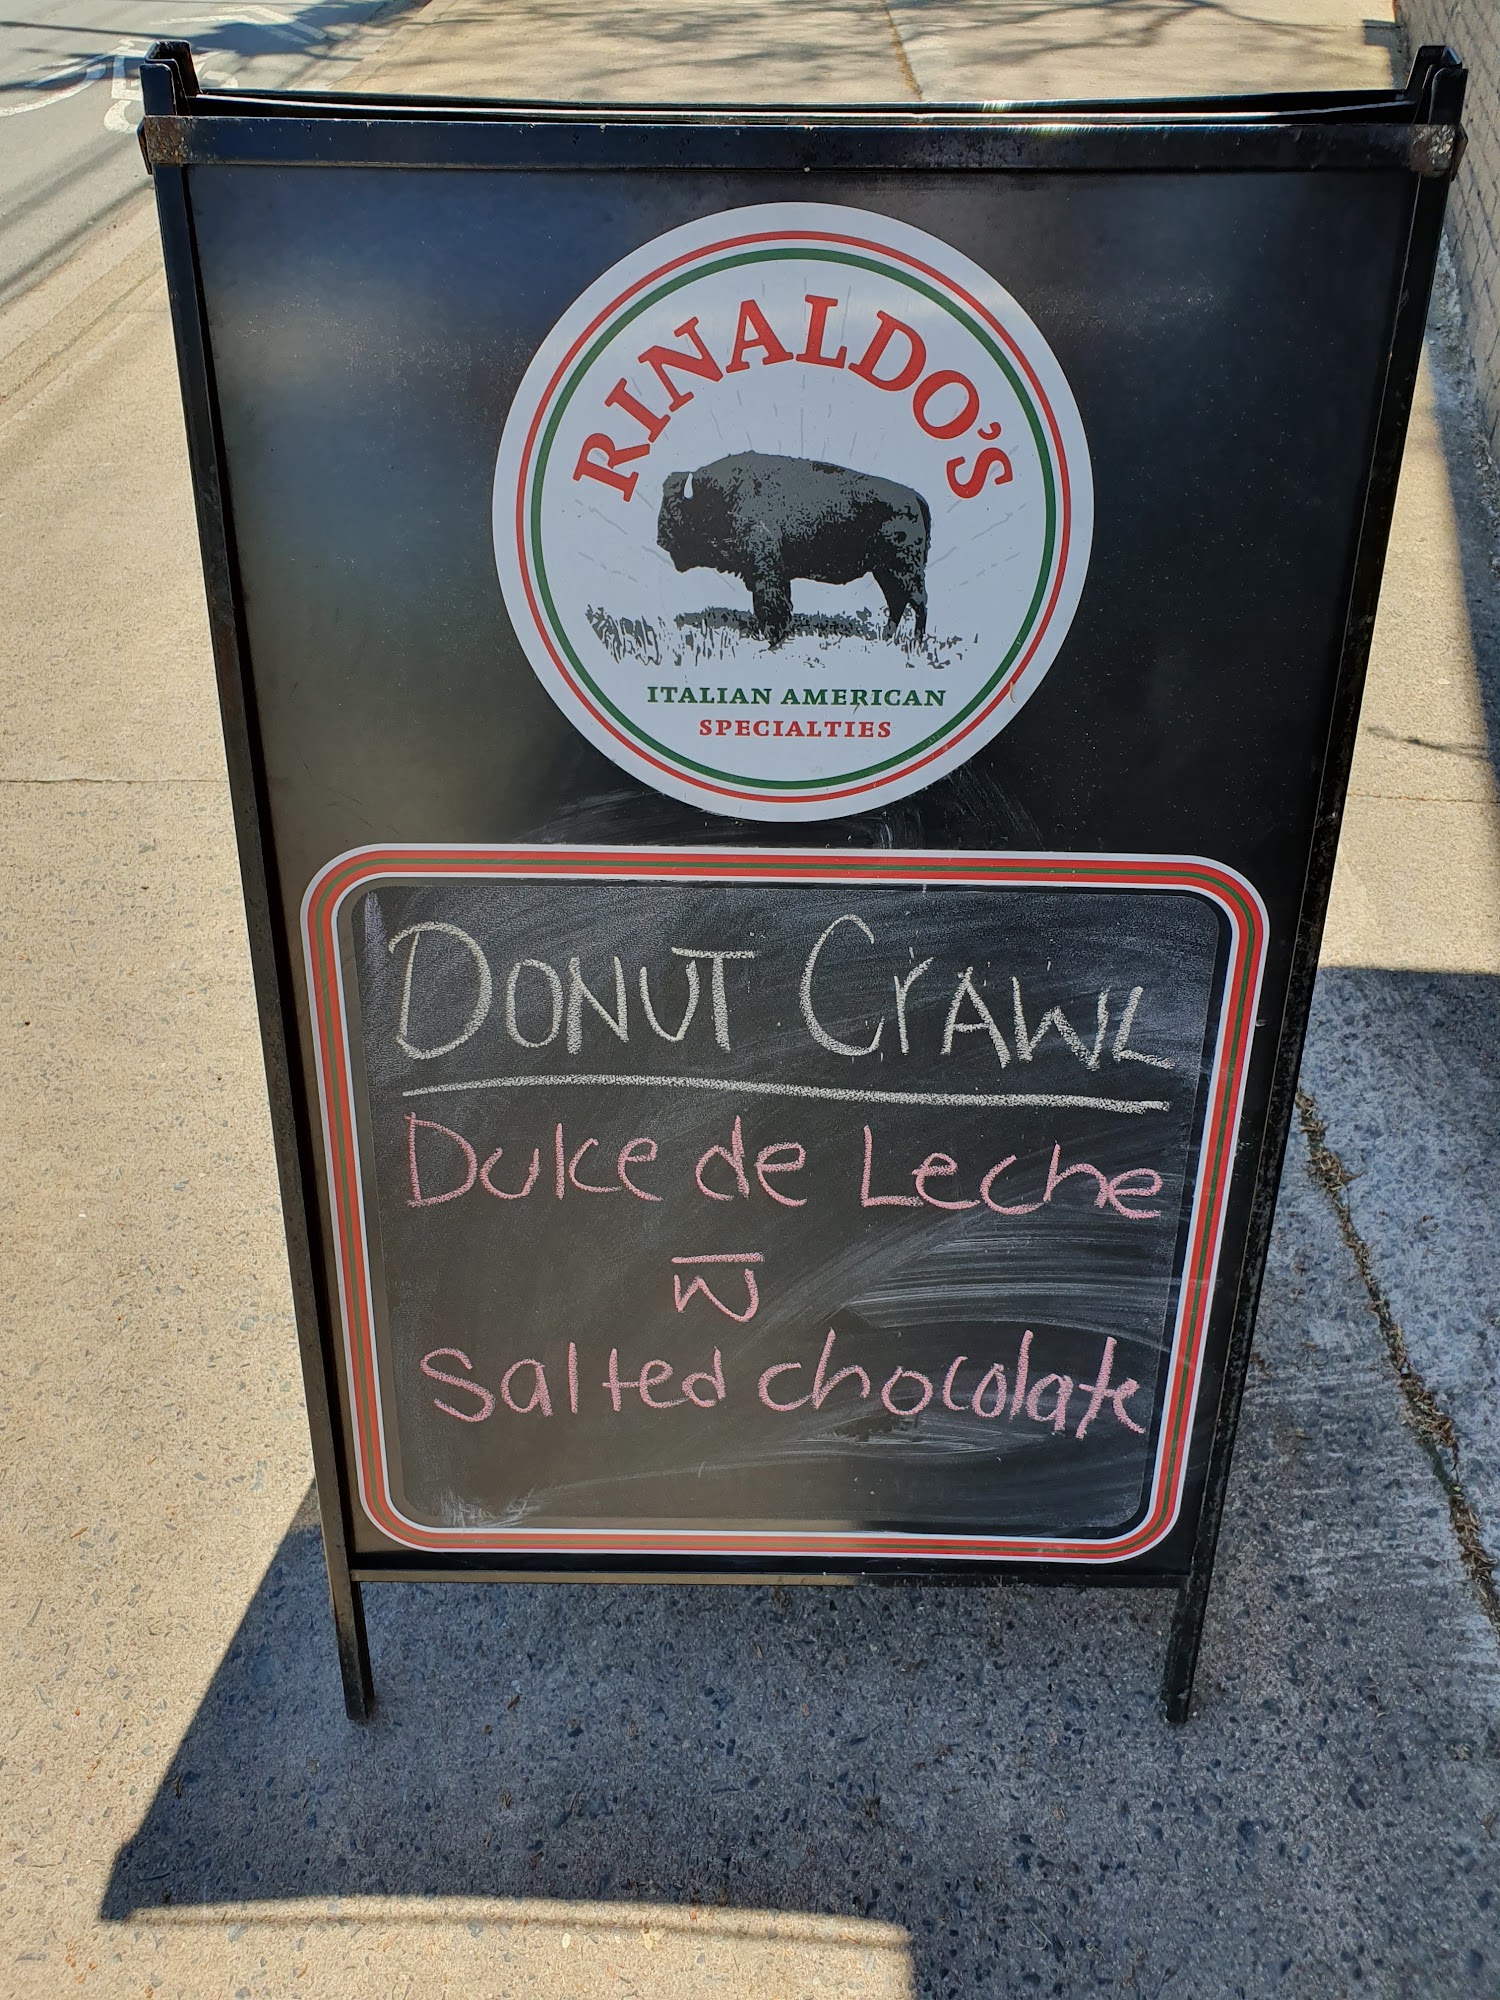 RINALDO'S
ITALIAN AMERICAN
SPECIALTIES
DONUT CrAWL
Dulce de Leche
w̅
Salted chocolate